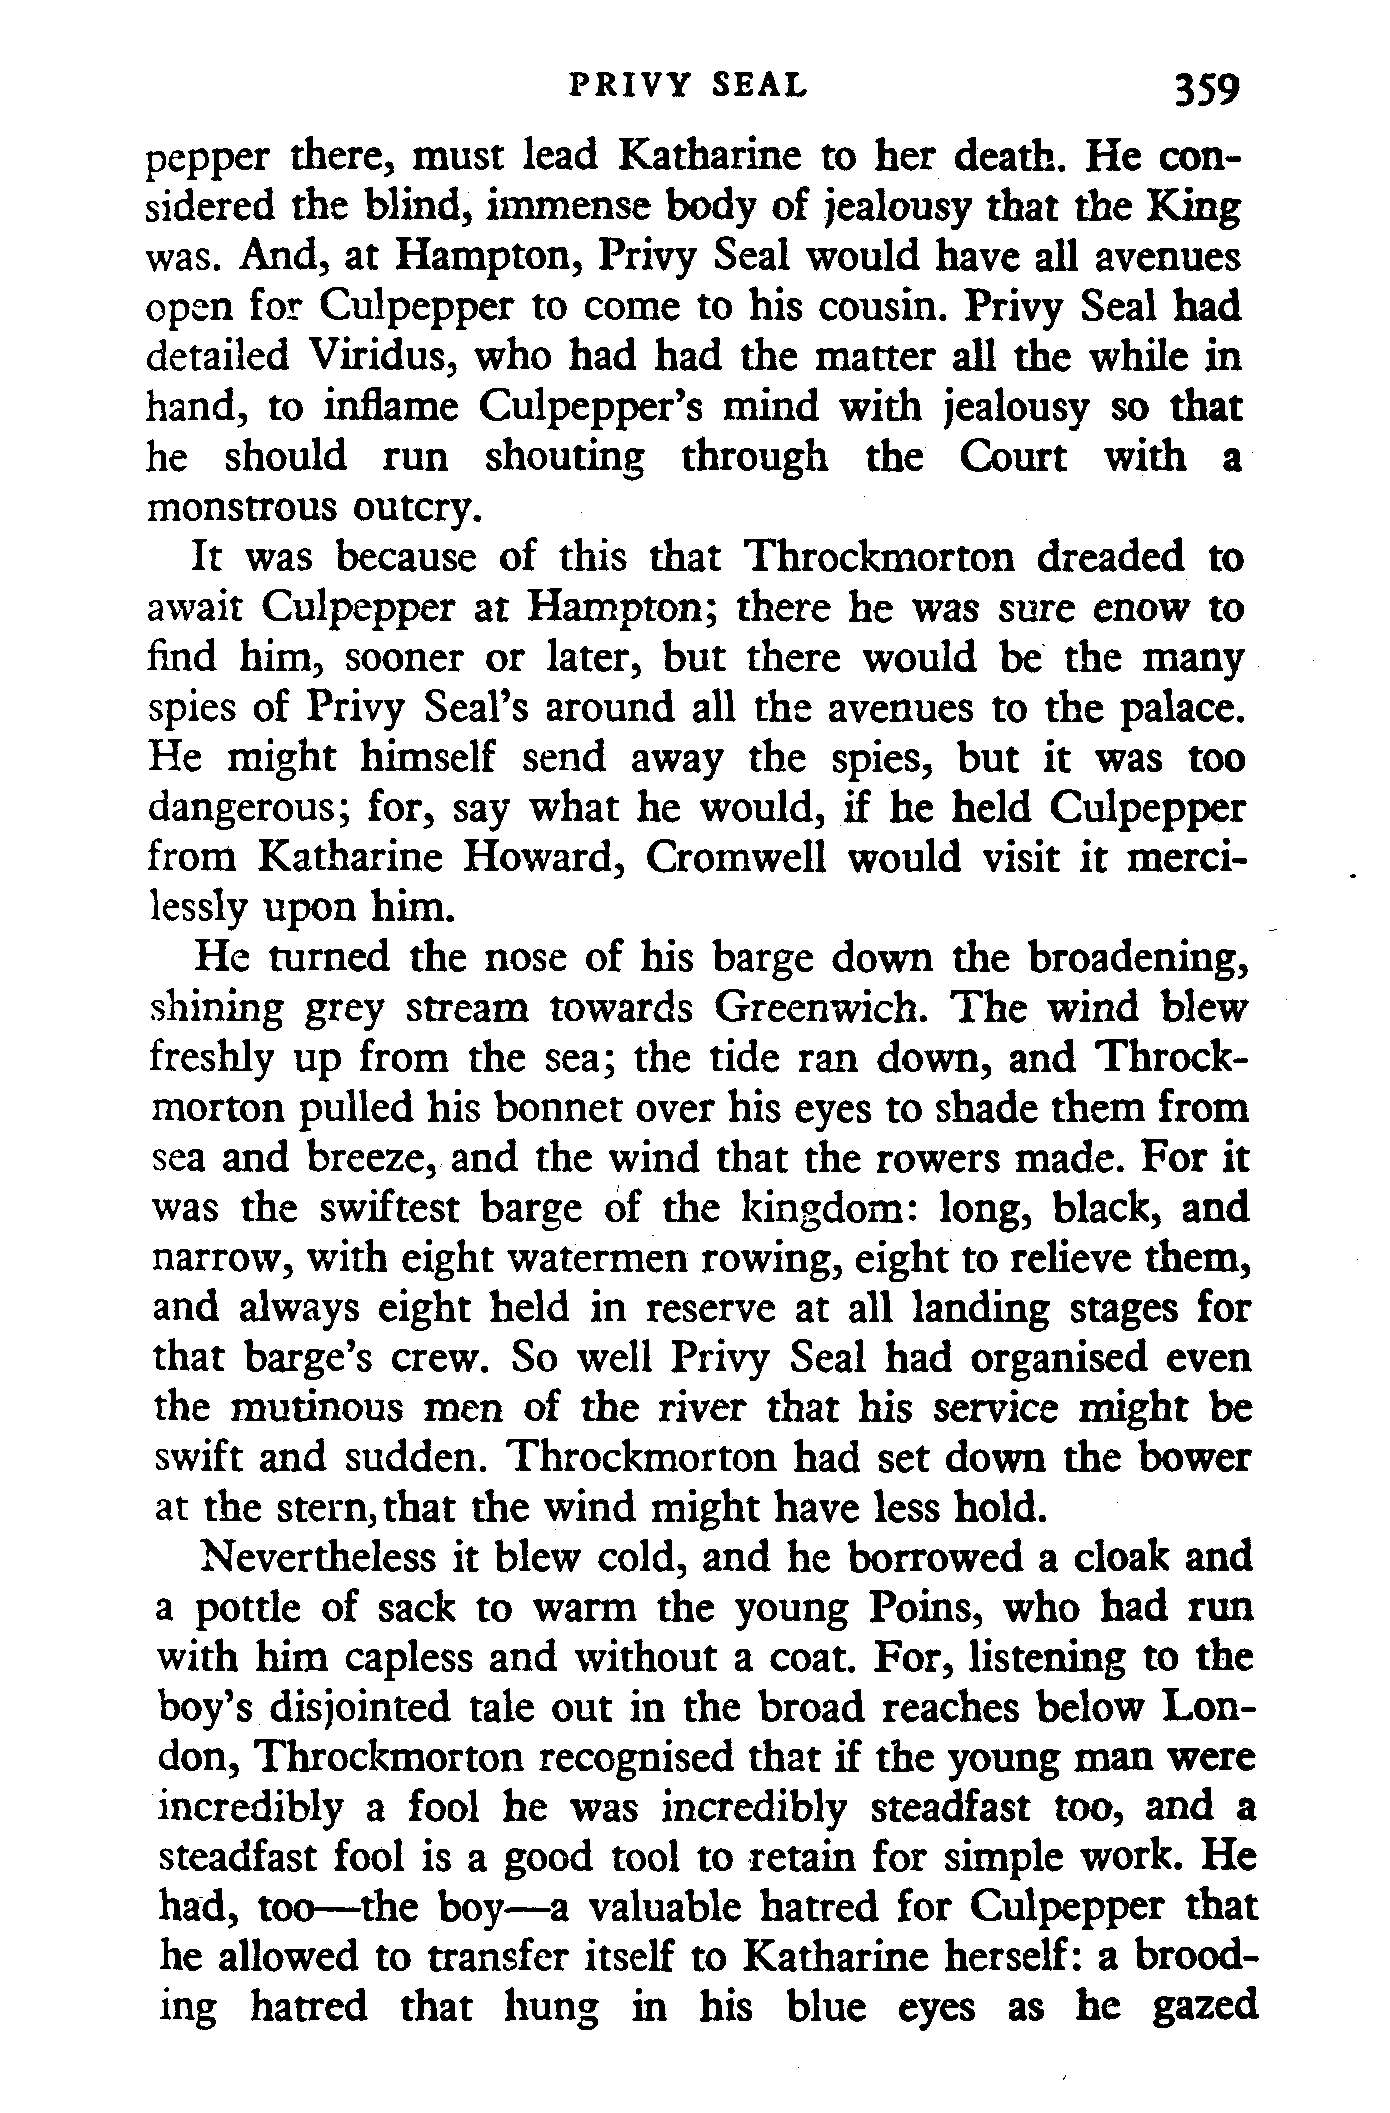 PRIVY SEAL 359
pepper there, must lead Katharine to her death. He con-
sidered the blind, immense body of jealousy that the King
was. And, at Hampton, Privy Seal would have all avenues
open for Culpepper to come to his cousin. Privy Seal had
detailed Viridus, who had had the matter all the while in
hand, to inflame Culpepper's mind with jealousy so that
he should run shouting through the Court with a
monstrous outcry.
It was because of this that Throckmorton dreaded to
await Culpepper at Hampton; there he was sure enow to
find him, sooner or later, but there would be the many
spies of Privy Seal's around all the avenues to the palace.
He might himself send away the spies, but it was too
dangerous; for, say what he would, if he held Culpepper
from Katharine Howard, Cromwell would visit it merci-
lessly upon him.
He turned the nose of his barge down the broadening,
shining grey stream towards Greenwich. The wind blew
freshly up from the sea; the tide ran down, and Throck-
morton pulled his bonnet over his eyes to shade them from
sea and breeze, and the wind that the rowers made. For it
was the swiftest barge of the kingdom: long, black, and
narrow, with eight watermen rowing, eight to relieve them,
and always eight held in reserve at all landing stages for
that barge's crew. So well Privy Seal had organised even
the mutinous men of the river that his service might be
swift and sudden. Throckmorton had set down the bower
at the stern, that the wind might have less hold.
Nevertheless it blew cold, and he borrowed a cloak and
a pottle of sack to warm the young Poins, who had run
with him capless and without a coat. For, listening to the
boy's disjointed tale out in the broad reaches below Lon-
don, Throckmorton recognised that if the young man were
incredibly a fool he was incredibly steadfast too, and a
steadfast fool is a good tool to retain for simple work. He
had, too—the boy—a valuable hatred for Culpepper that
he allowed to transfer itself to Katharine herself: a brood-
ing hatred that hung in his blue eyes as he gazed